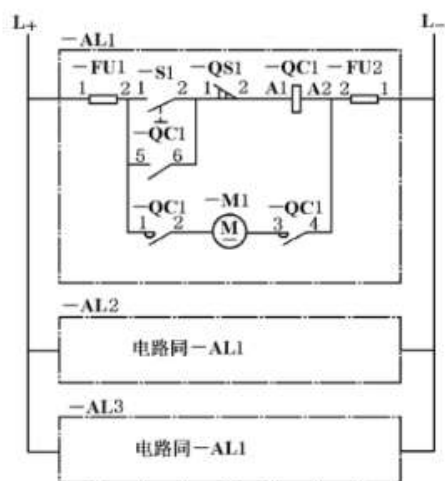 L+ L-
-AL1
-FU1 -S1 -QS1 -QC1 -FU2
1 2 1 2 1 2 A1 A2 2 1
-QC1
5 6
-QC1 -M1 -QC1
1 2 M 3 4
-AL2
电路同-AL1
-AL3
电路同-AL1